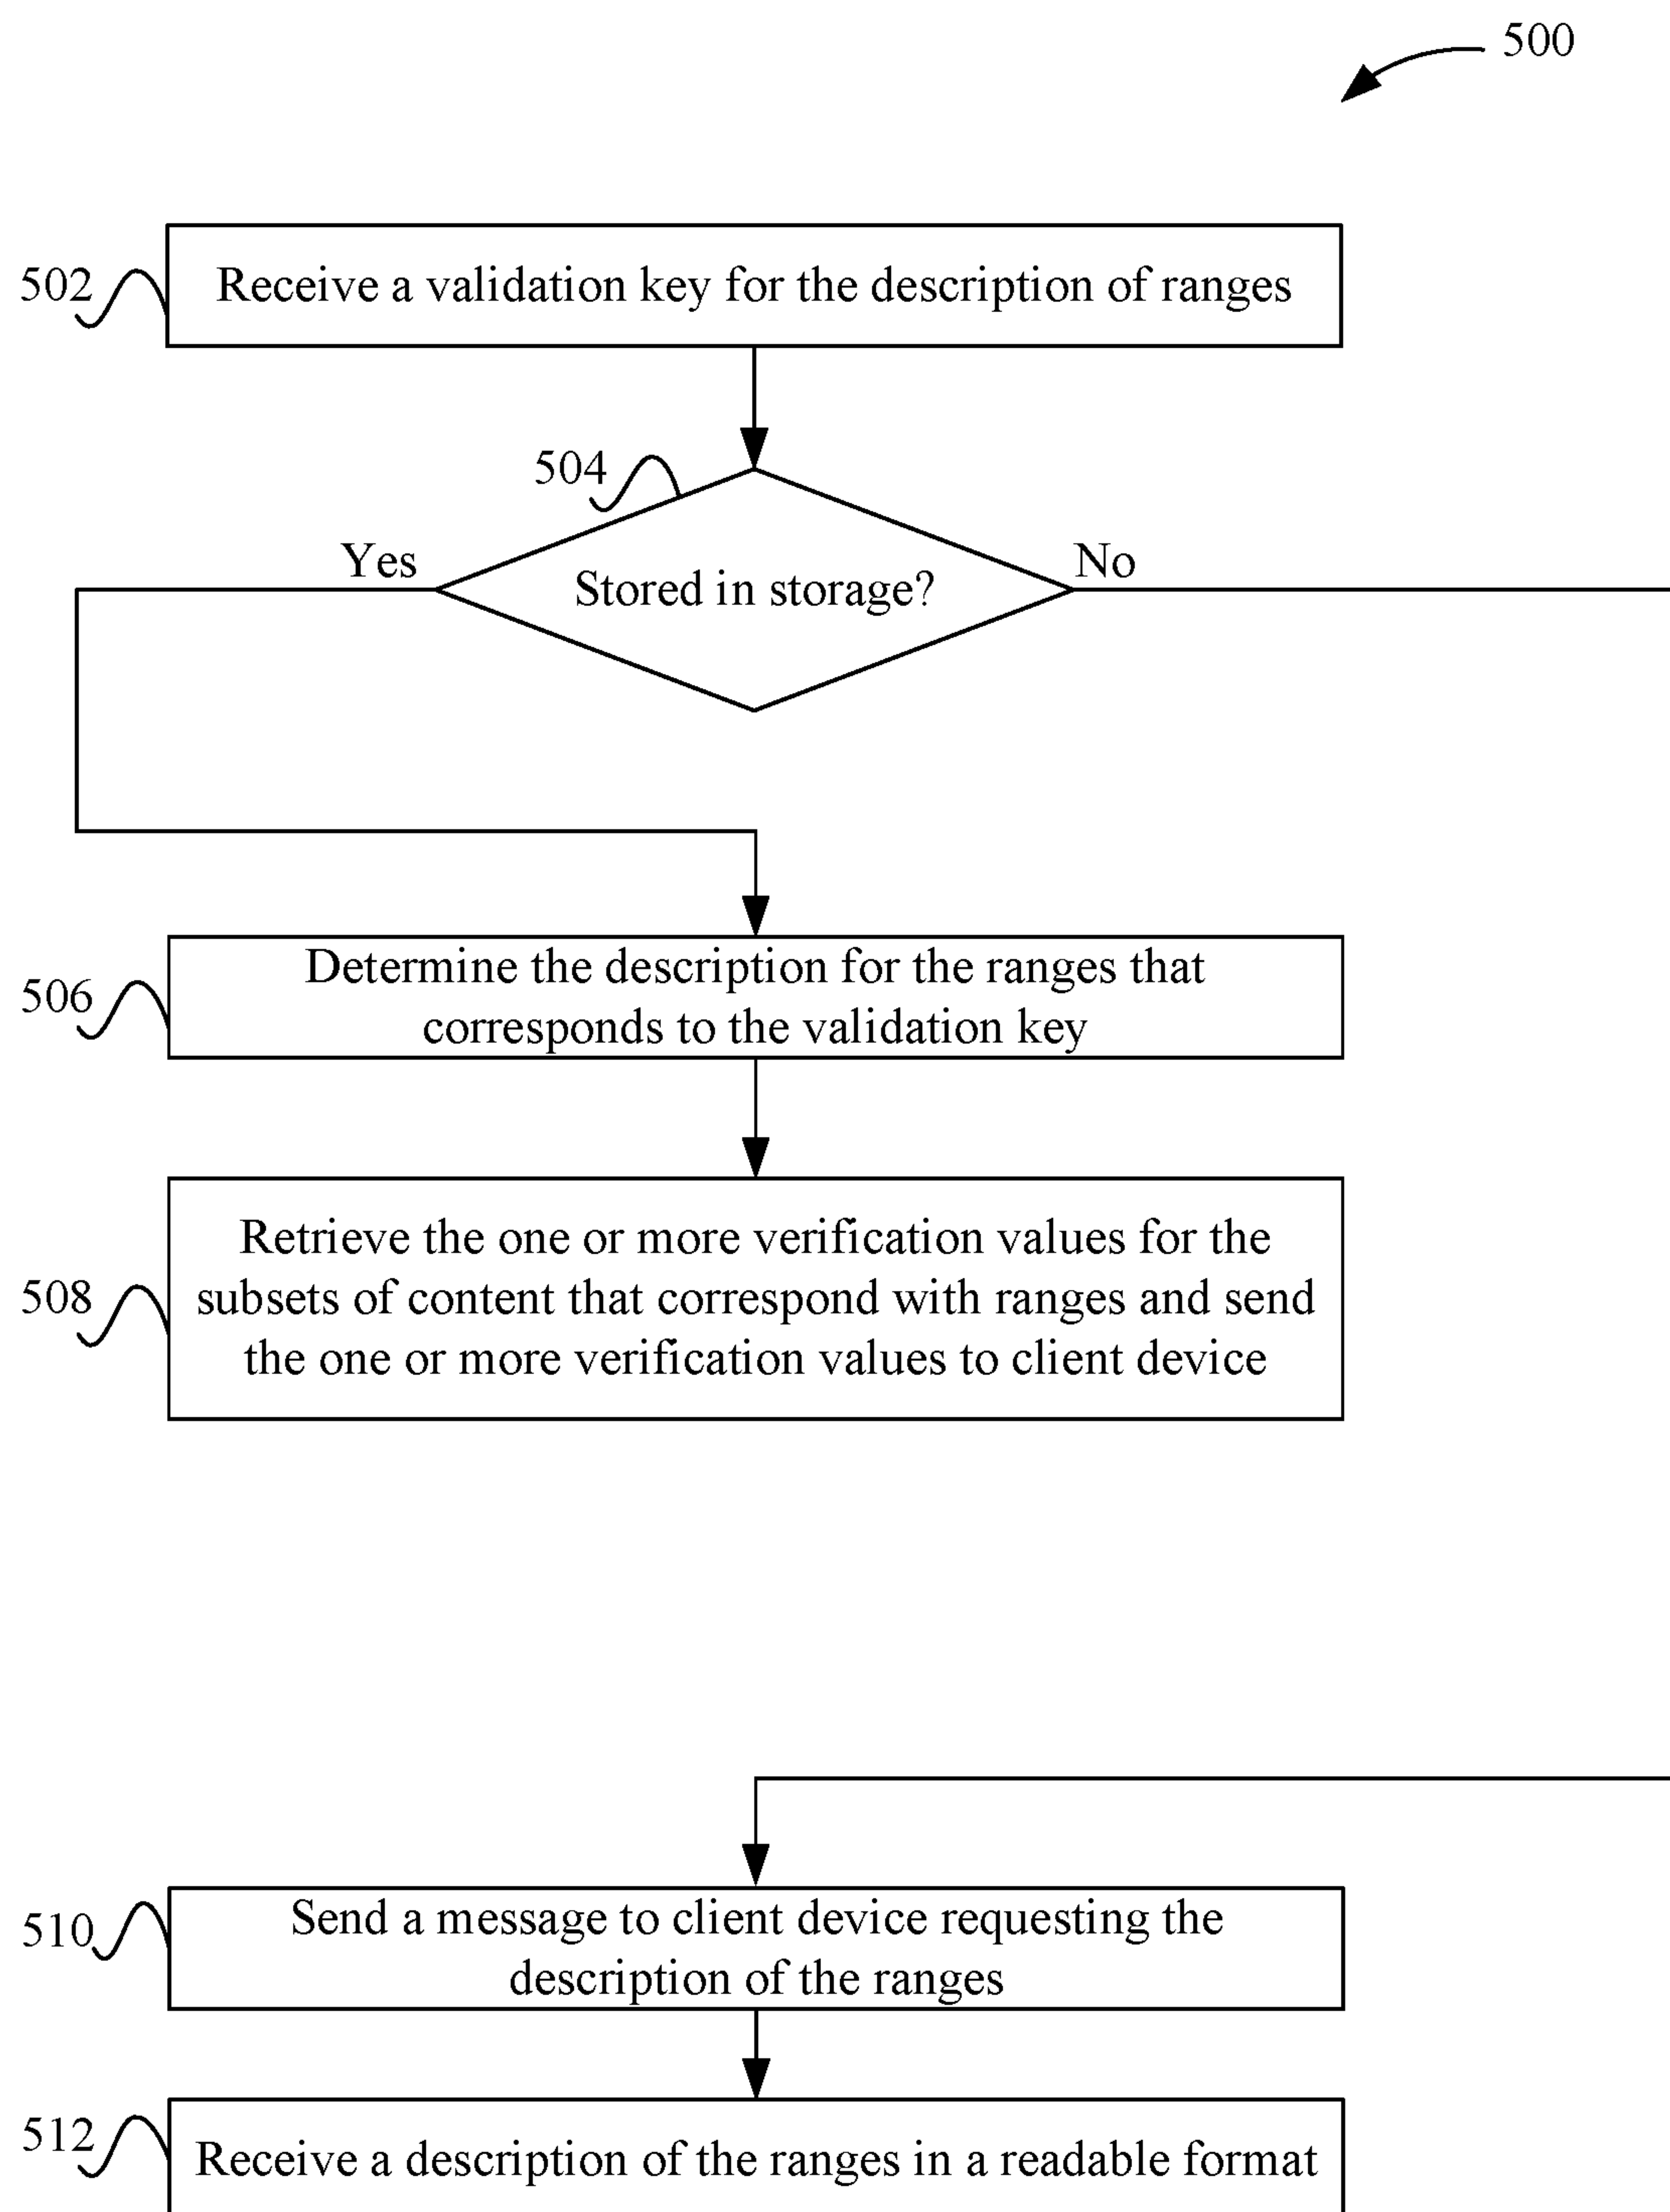 500
502
Receive a validation key for the description of ranges
504
Yes
No
Stored in storage?
506
Determine the description for the ranges that
corresponds to the validation key
508
Retrieve the one or more verification values for the
subsets of content that correspond with ranges and send
the one or more verification values to client device
510
Send a message to client device requesting the
description of the ranges
512
Receive a description of the ranges in a readable format